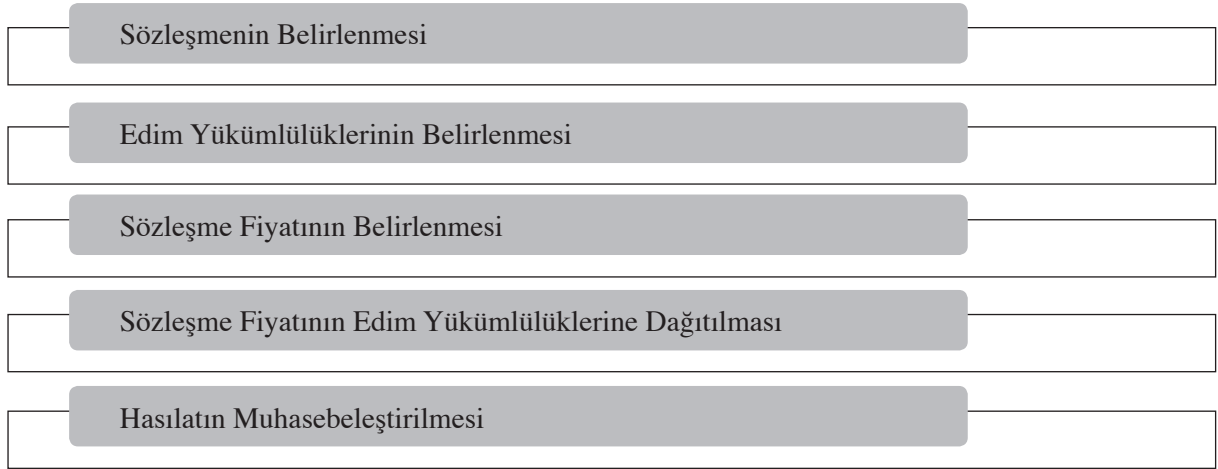 Sözleşmenin Belirlenmesi
Edim Yükümlülüklerinin Belirlenmesi
Sözleşme Fiyatının Belirlenmesi
Sözleşme Fiyatının Edim Yükümlülüklerine Dağıtılması
Hasılatın Muhasebeleştirilmesi